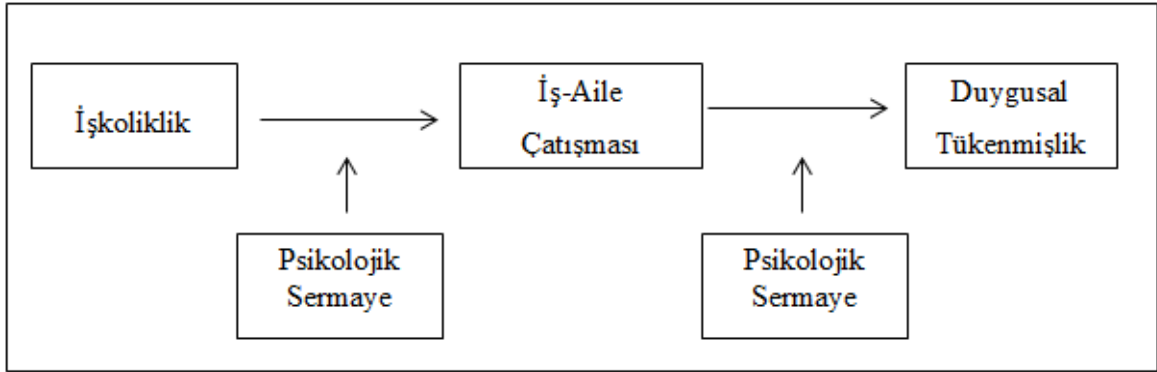 İşkoliklik
İş-Aile
Çatışması
Duygusal
Tükenmişlik
Psikolojik
Sermaye
Psikolojik
Sermaye